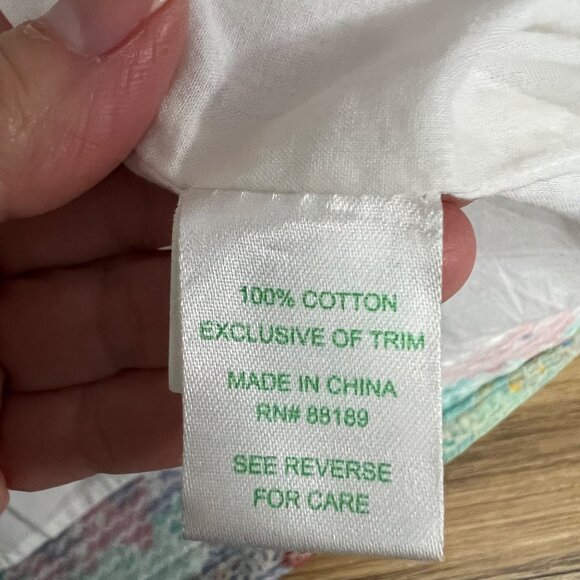 100% COTTON
EXCLUSIVE OF TRIM
MADE IN CHINA
RN# 88189
SEE REVERSE
FOR CARE